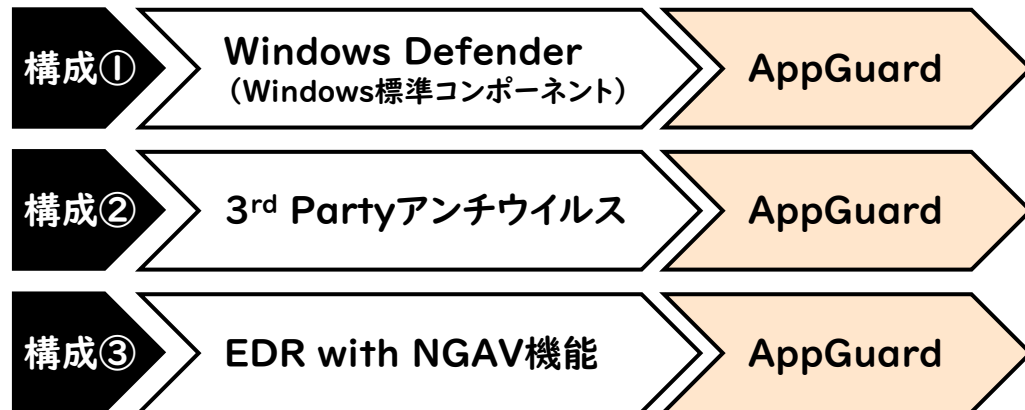 構成①
Windows Defender
(Windows標準コンポーネント)
AppGuard
構成②
3rd Partyアンチウイルス
AppGuard
構成③
EDR with NGAV機能
AppGuard